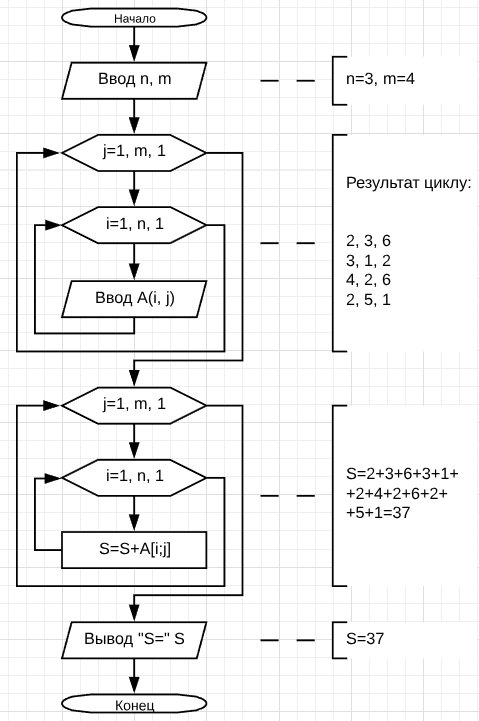 Начало
Ввод n, m
n=3, m=4
j=1, m, 1
i=1, n, 1
Ввод A(i, j)
Результат циклу:
2, 3, 6
3, 1, 2
4, 2, 6
2, 5, 1
j=1, m, 1
i=1, n, 1
S=S+A[i;j]
S=2+3+6+3+1+
+2+4+2+6+2+
+5+1=37
Вывод "S=" S
S=37
Конец